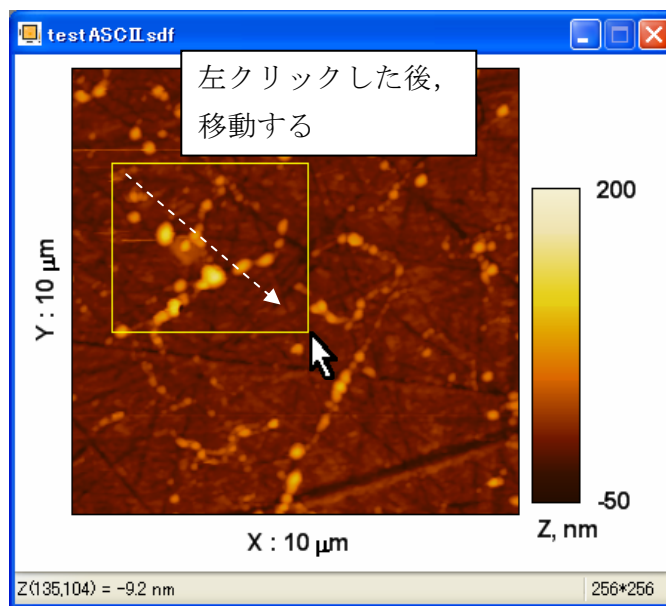 testASCII.sdf
左クリックした後,
移動する
200
Y : 10 μm
-50
Z, nm
X : 10 μm
Z(135,104) = -9.2 nm
256*256